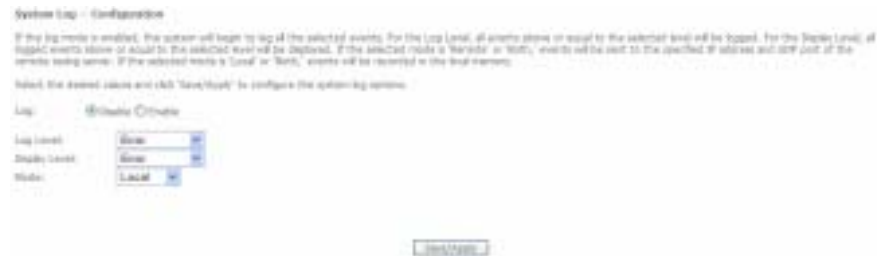 System Log -- Configuration
If the log mode is enabled, the system will begin to log all the selected events. For the Log Level, all events above or equal to the selected level will be logged. For the Display Level, all
logged events above or equal to the selected level will be displayed. If the selected mode is 'Remote' or 'Both,' events will be sent to the specified IP address and UDP port of the
remote syslog server. If the selected mode is 'Local' or 'Both,' events will be recorded in the local memory.
Select the desired values and click 'Save/Apply' to configure the system log options.
Log: Disable Enable
Log Level: Error
Display Level: Error
Mode: Local
Save/Apply